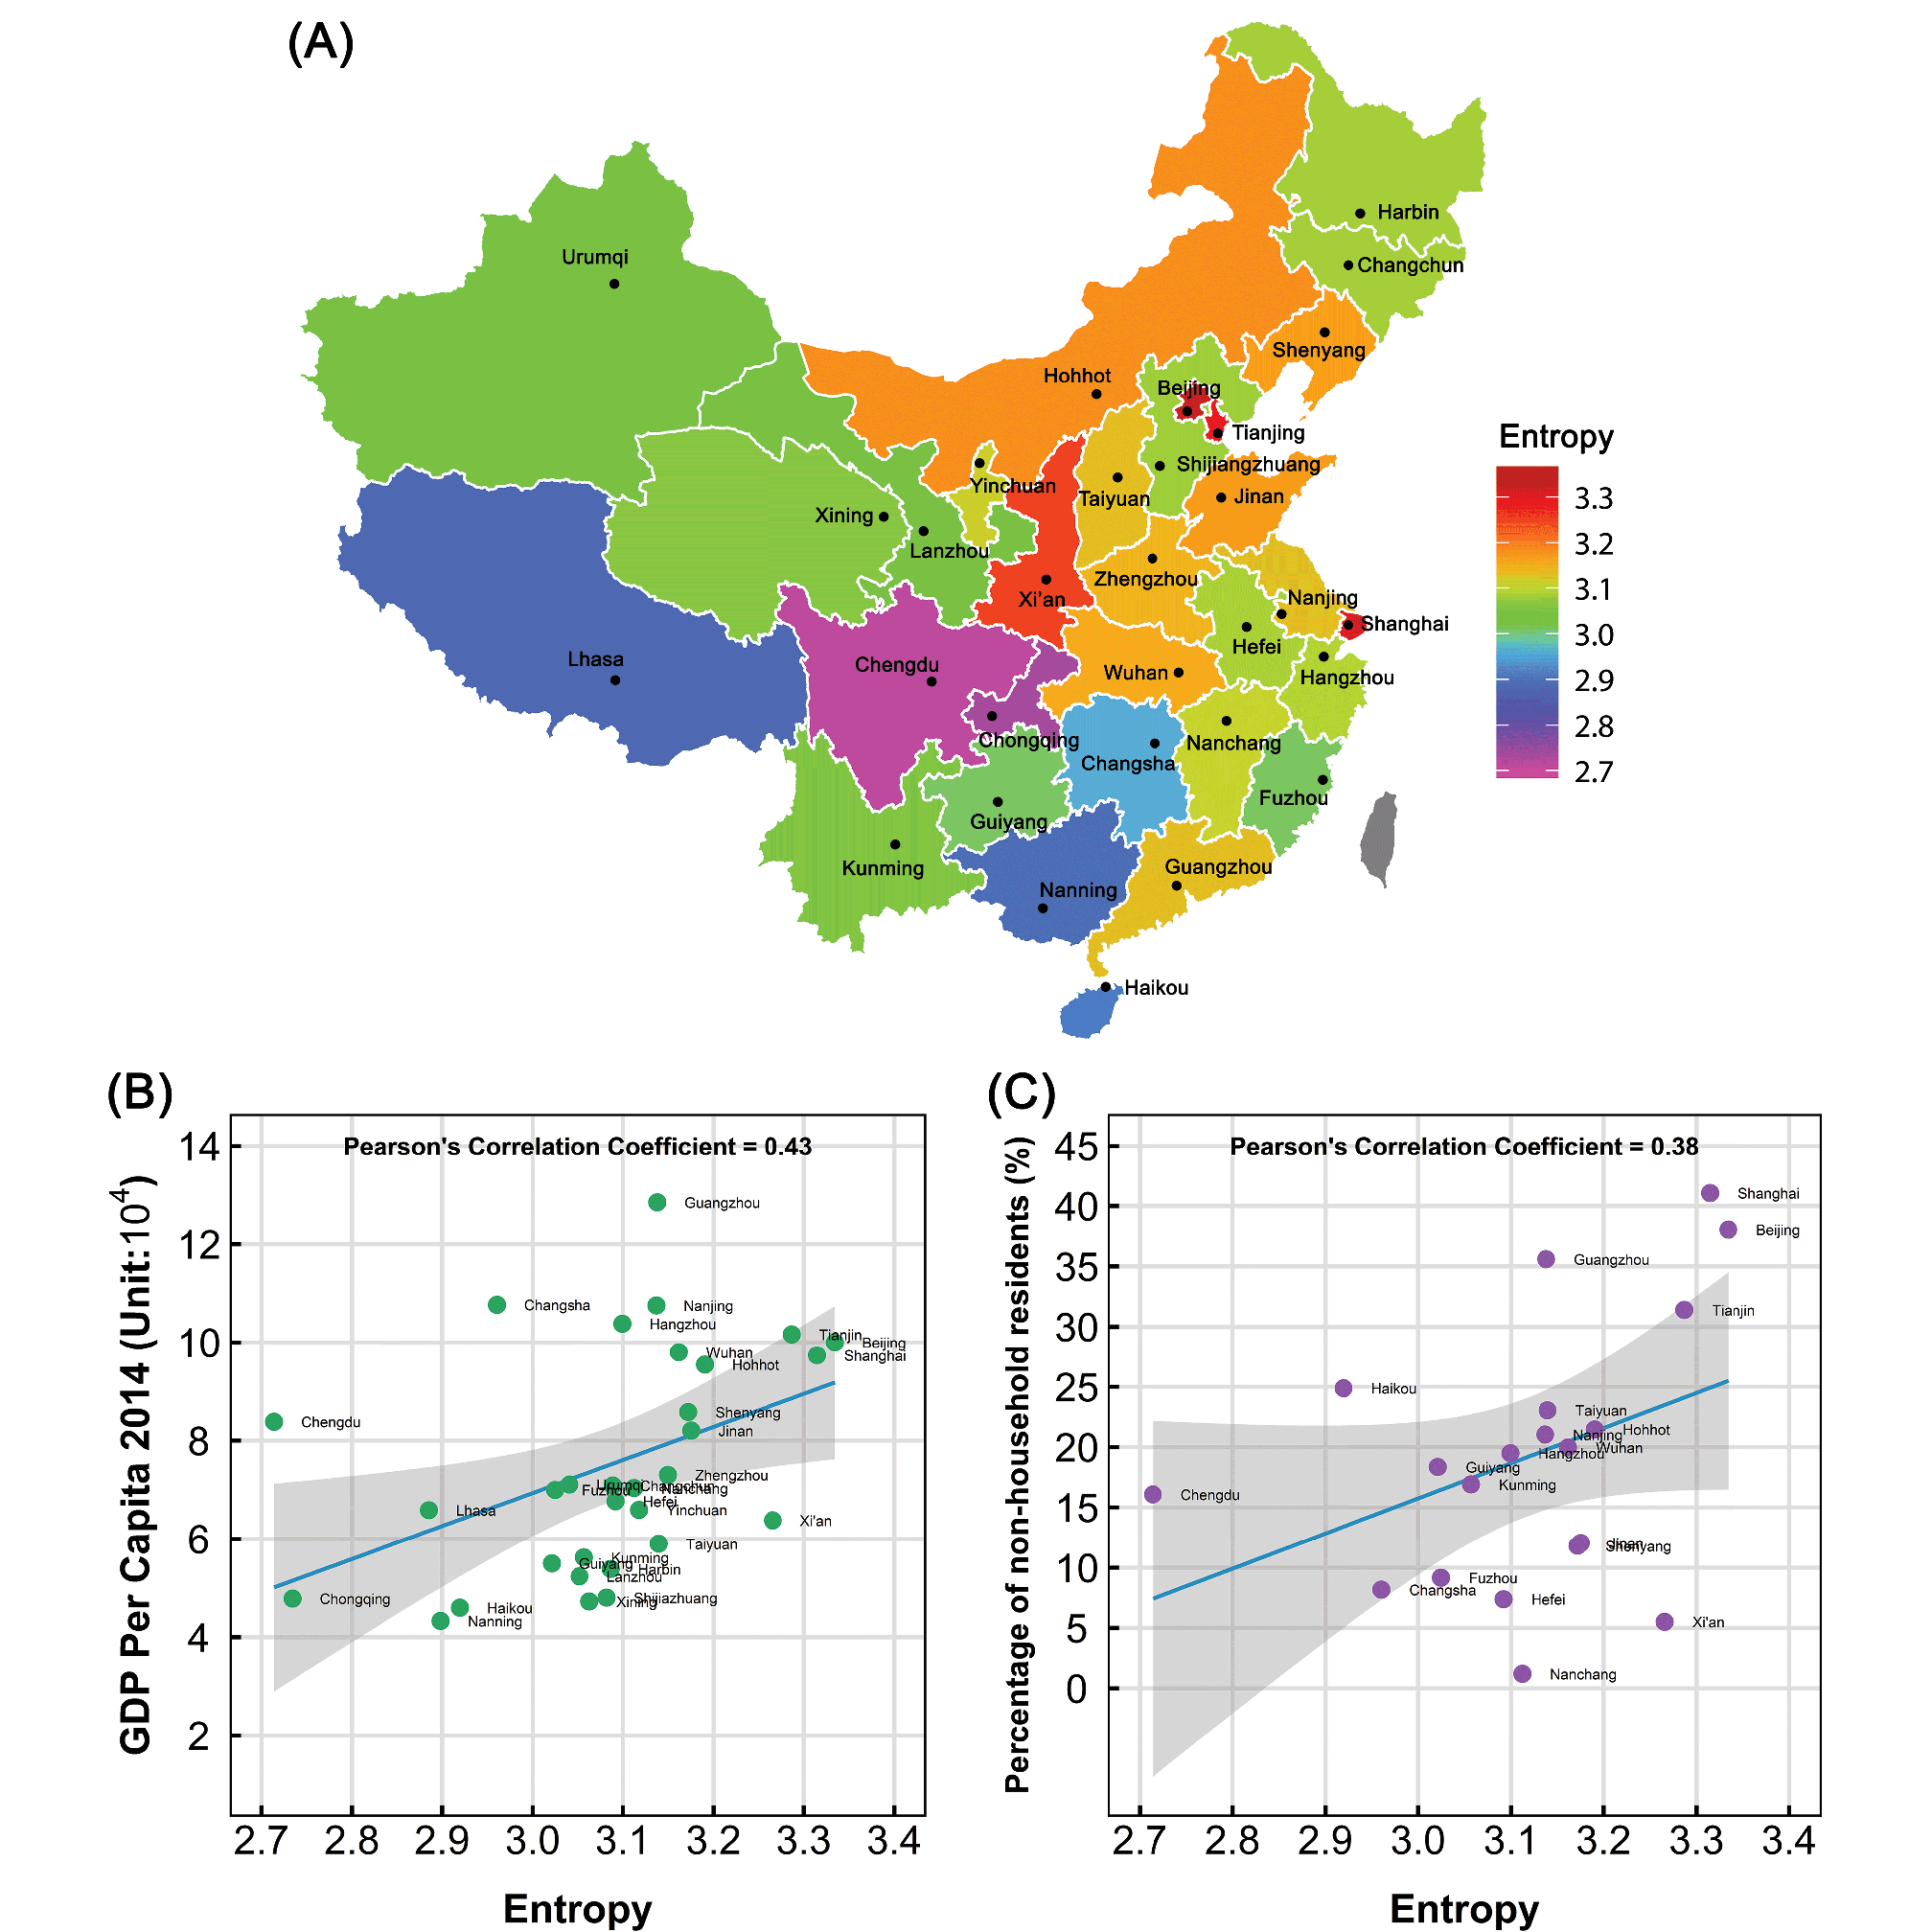 (A)
Harbin
Changchun
Urumqi
Shenyang
Hohhot
Beijing
Tianjing
Entropy
Shijiangzhuang
Yinchuan
Taiyuan
Jinan
3.3
Xining
3.2
Lanzhou
Zhengzhou
3.1
Xi'an
Nanjing
Shanghai
3.0
Hefei
Lhasa
Chengdu
Wuhan
Hangzhou
2.9
2.8
Chongqing
Nanchang
Changsha
2.7
Fuzhou
Guiyang
Kunming
Guangzhou
Nanning
Haikou
(B)
Pearson's Correlation Coefficient = 0.43
GDP Per Capita 2014 (Unit:10^4)
14
12
10
8
6
4
2
Guangzhou
Changsha
Nanjing
Hangzhou
Tianjin
Beijing
Shanghai
Wuhan
Hohhot
Chengdu
Shenyang
Jinan
Zhengzhou
Urumqi
Changchun
Fuzhou
Nanchang
Hefei
Yinchuan
Lhasa
Xi'an
Taiyuan
Kunming
Guiyang
Harbin
Lanzhou
Chongqing
Xining
Shijiazhuang
Haikou
Nanning
2.7 2.8 2.9 3.0 3.1 3.2 3.3 3.4
Entropy
(C)
Pearson's Correlation Coefficient = 0.38
Percentage of non-household residents (%)
45
40
35
30
25
20
15
10
5
0
Shanghai
Beijing
Guangzhou
Tianjin
Haikou
Taiyuan
Hohhot
Nanjing
Wuhan
Hangzhou
Guiyang
Kunming
Chengdu
Jinan
Shenyang
Fuzhou
Changsha
Hefei
Xi'an
Nanchang
2.7 2.8 2.9 3.0 3.1 3.2 3.3 3.4
Entropy